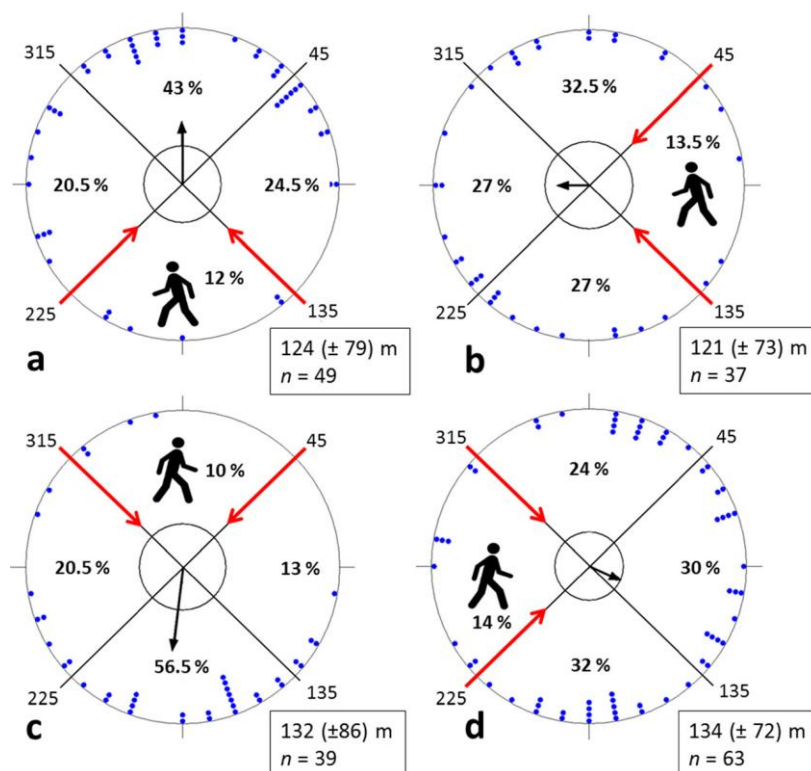 315
45
43 %
20.5 %
24.5 %
12 %
225
135
a
124 (± 79) m
n = 49
315
45
32.5 %
13.5 %
27 %
27 %
225
135
b
121 (± 73) m
n = 37
315
45
10 %
20.5 %
13 %
56.5 %
225
135
c
132 (±86) m
n = 39
315
45
24 %
30 %
14 %
32 %
225
135
d
134 (± 72) m
n = 63